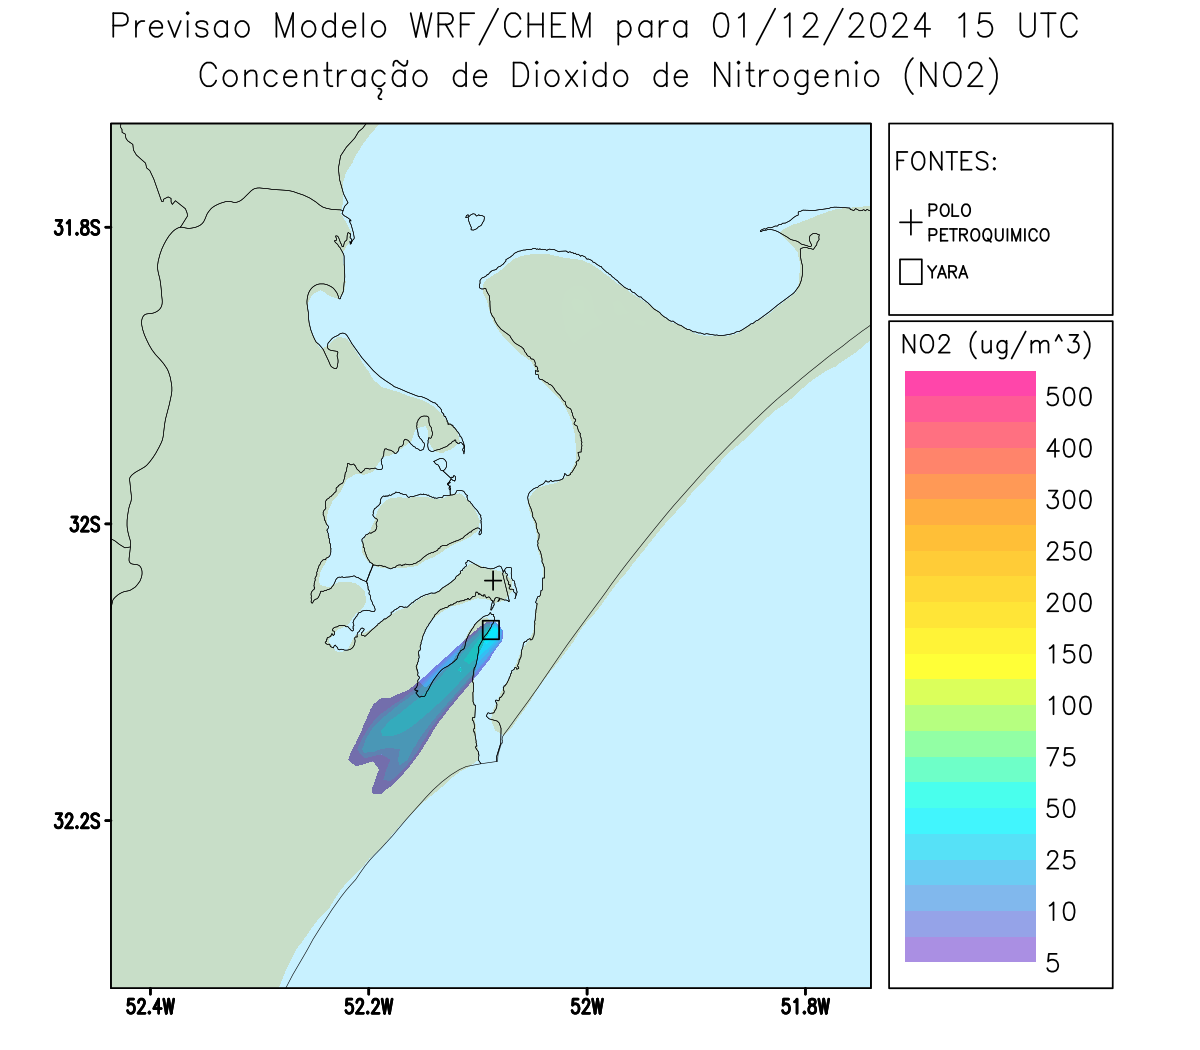 Previsao Modelo WRF/CHEM para 01/12/2024 15 UTC
Concentração de Dioxido de Nitrogenio (NO2)
31.8S
32S
32.2S
52.4W
52.2W
52W
51.8W
FONTES:
POLO
PETROQUIMICO
YARA
NO2 (ug/m^3)
500
400
300
250
200
150
100
75
50
25
10
5